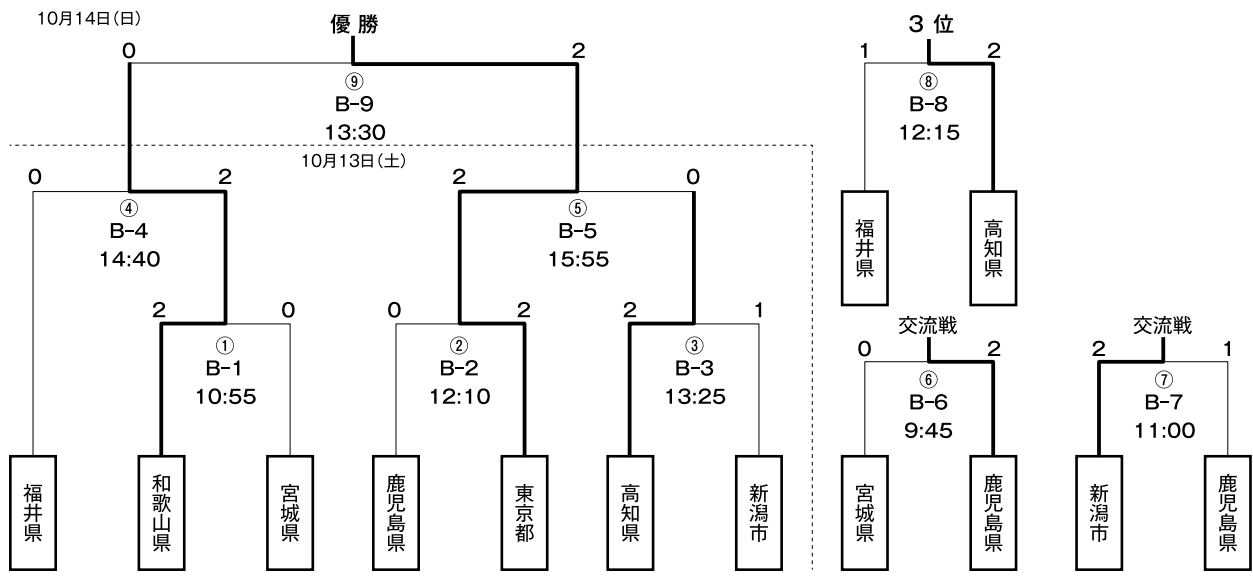 10月14日(日)
優勝
3位
0
2
1
2
⑨
B-9
13:30
⑧
B-8
12:15
10月13日(土)
0
2
2
0
④
B-4
14:40
⑤
B-5
15:55
福井県
高知県
2
0
0
2
2
1
①
B-1
10:55
②
B-2
12:10
③
B-3
13:25
交流戦
0
2
⑥
B-6
9:45
交流戦
2
1
⑦
B-7
11:00
福井県
和歌山県
宮城県
鹿児島県
東京都
高知県
新潟市
宮城県
鹿児島県
新潟市
鹿児島県